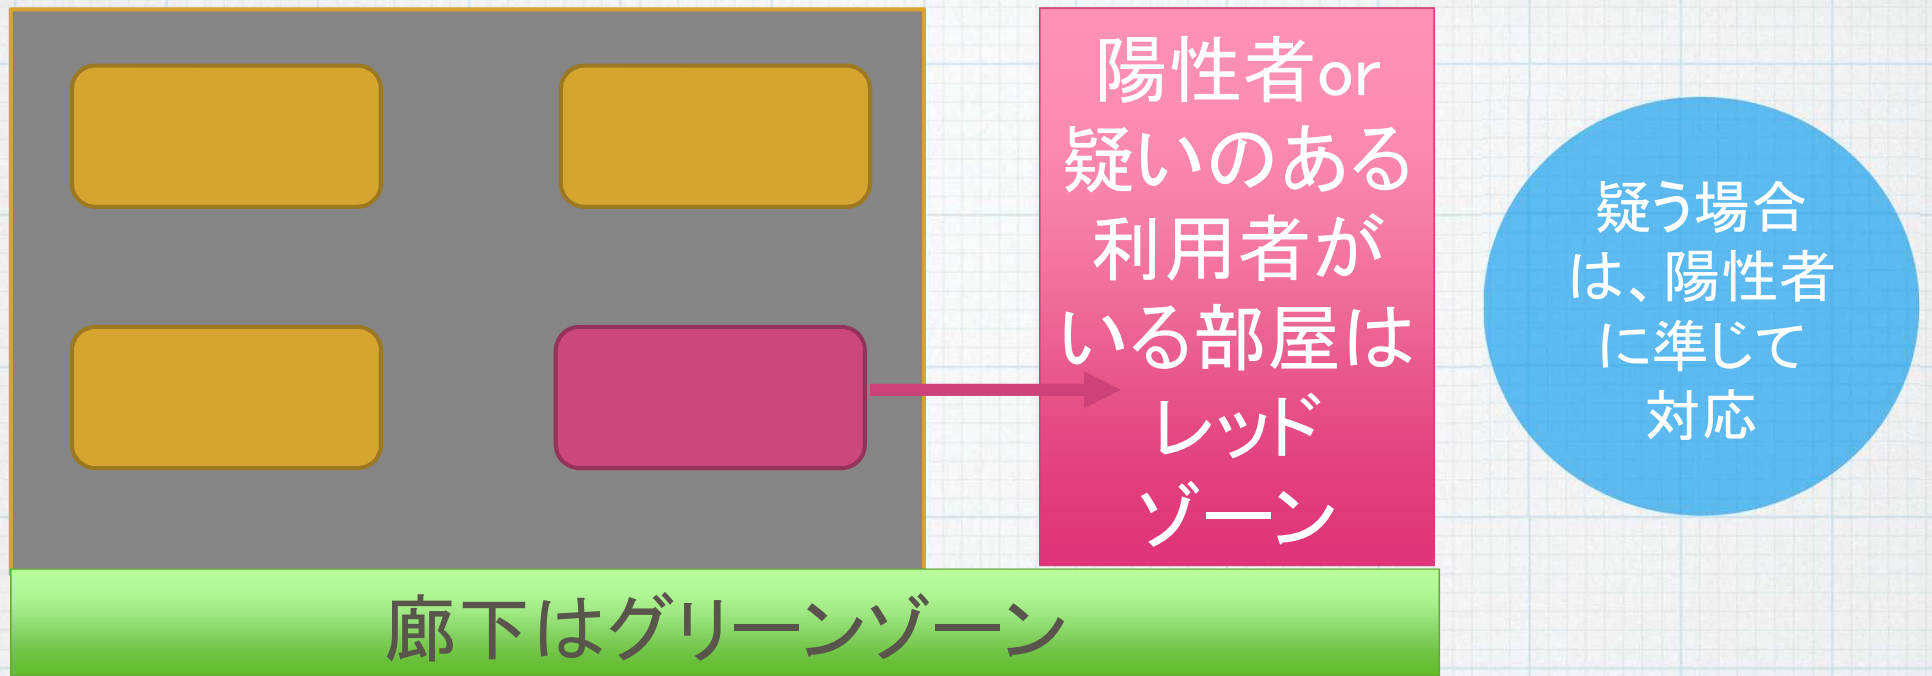 陽性者or
疑いのある
利用者が
いる部屋は
レッド
ゾーン
疑う場合
は、陽性者
に準じて
対応
廊下はグリーンゾーン